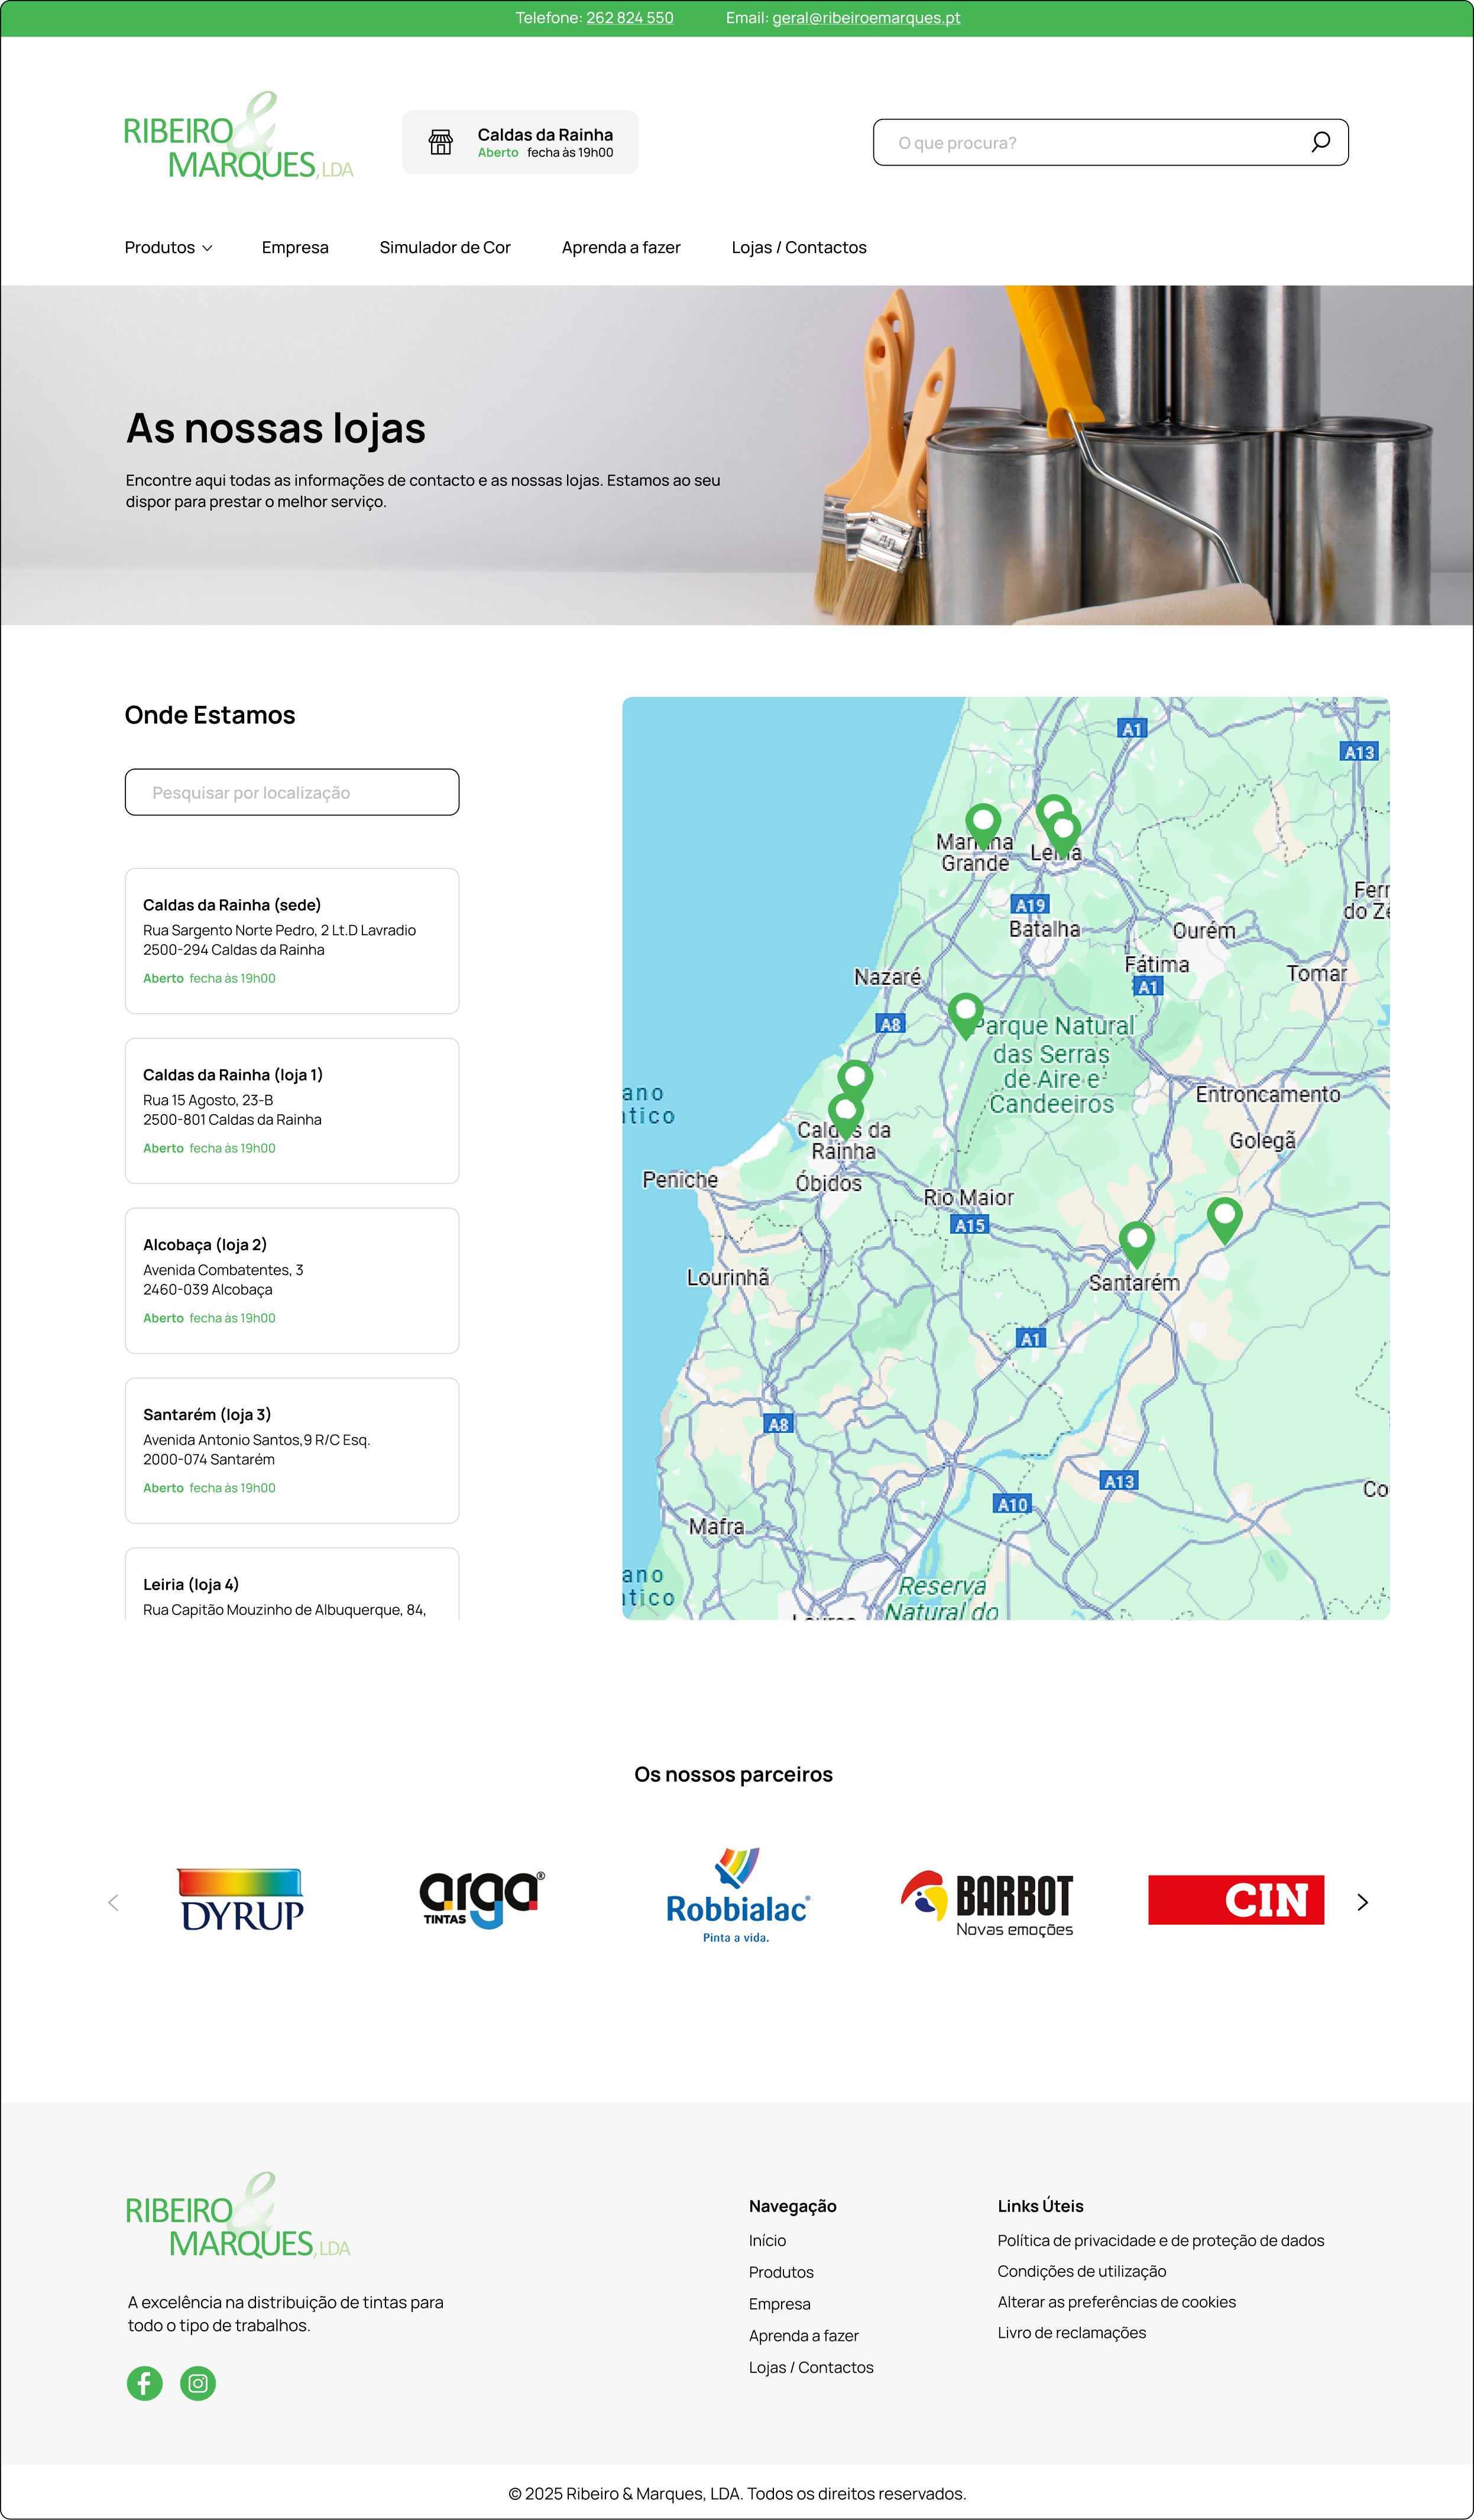 Telefone: 262 824 550 Email: geral@ribeiroemarques.pt
RIBEIRO &
MARQUES, LDA
Caldas da Rainha
Aberto fecha às 19h00
O que procura?
Produtos Empresa Simulador de Cor Aprenda a fazer Lojas / Contactos
As nossas lojas
Encontre aqui todas as informações de contacto e as nossas lojas. Estamos ao seu
dispor para prestar o melhor serviço.
Onde Estamos
Pesquisar por localização
Caldas da Rainha (sede)
Rua Sargento Norte Pedro, 2 Lt.D Lavradio
2500-294 Caldas da Rainha
Aberto fecha às 19h00
Caldas da Rainha (loja 1)
Rua 15 Agosto, 23-B
2500-801 Caldas da Rainha
Aberto fecha às 19h00
Alcobaça (loja 2)
Avenida Combatentes, 3
2460-039 Alcobaça
Aberto fecha às 19h00
Santarém (loja 3)
Avenida Antonio Santos,9 R/C Esq.
2000-074 Santarém
Aberto fecha às 19h00
Leiria (loja 4)
Rua Capitão Mouzinho de Albuquerque, 84,
A1
A13
Marinha
Grande
Leiria
A19
Batalha
Ourém
Ferr
do Ze
Fátima
A1
Tomar
Nazaré
A8
Parque Natural
das Serras
de Aire e
Candeeiros
ano
ntico
Entroncamento
Golegã
Caldas da
Rainha
Peniche
Óbidos
Rio Maior
A15
Lourinhã
Santarém
A1
A8
A13
A10
Co
Mafra
ano
ntico
Reserva
Natural do
Os nossos parceiros
DYRUP
arga®
TINTAS
Robbialac®
Pinta a vida.
BARBOT
Novas emoções
CIN
RIBEIRO &
MARQUES, LDA
A excelência na distribuição de tintas para
todo o tipo de trabalhos.
Navegação
Início
Produtos
Empresa
Aprenda a fazer
Lojas / Contactos
Links Úteis
Política de privacidade e de proteção de dados
Condições de utilização
Alterar as preferências de cookies
Livro de reclamações
© 2025 Ribeiro & Marques, LDA. Todos os direitos reservados.